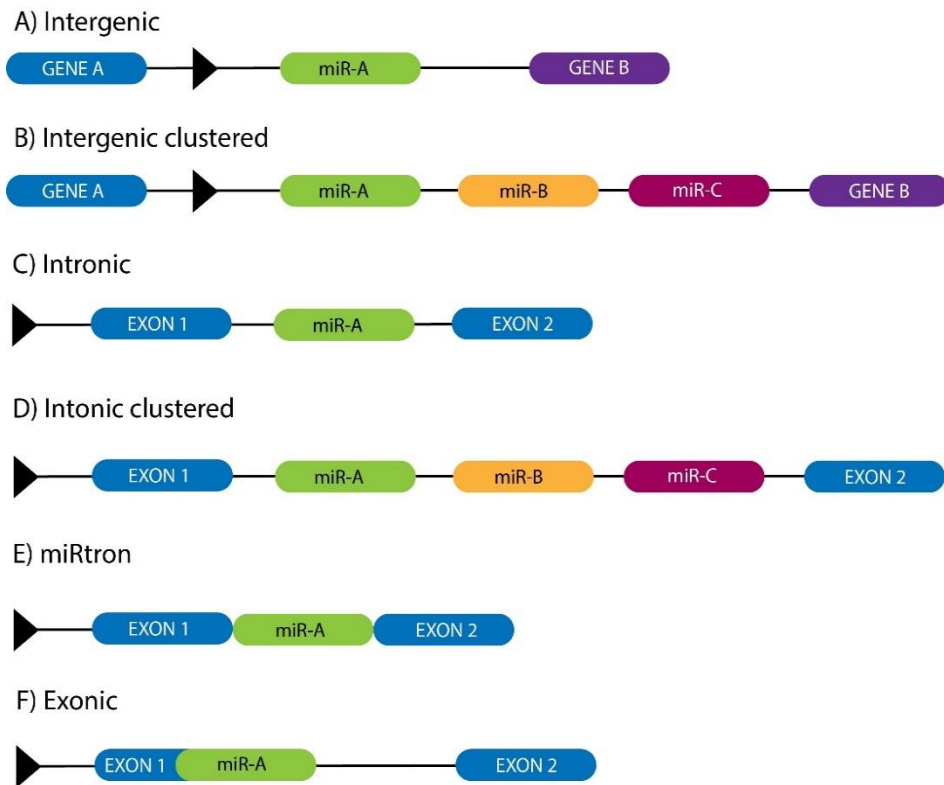 A) Intergenic
GENE A miR-A GENE B
B) Intergenic clustered
GENE A miR-A miR-B miR-C GENE B
C) Intronic
EXON 1 miR-A EXON 2
D) Intonic clustered
EXON 1 miR-A miR-B miR-C EXON 2
E) miRtron
EXON 1 miR-A EXON 2
F) Exonic
EXON 1 miR-A EXON 2